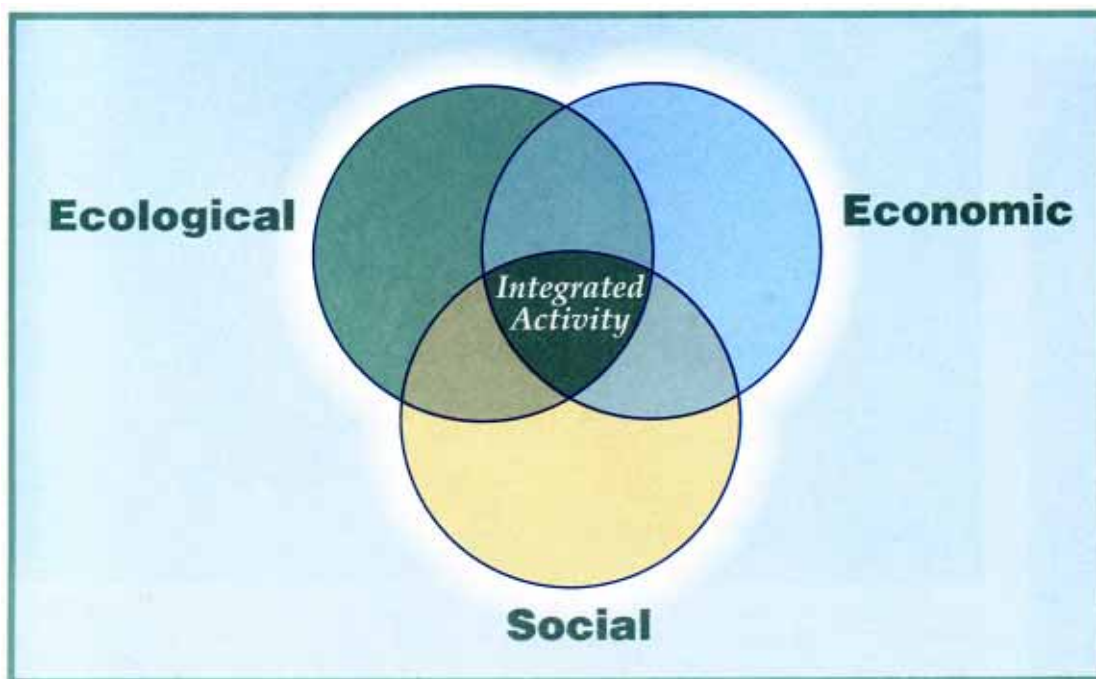 Ecological
Economic
Integrated
Activity
Social